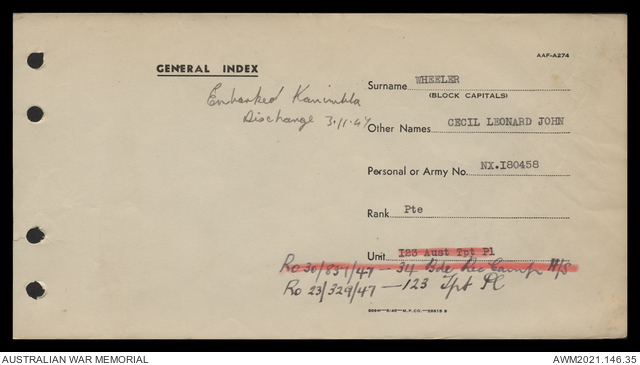 AAF-A274
GENERAL INDEX
Surname WHEELER
(BLOCK CAPITALS)
Embarked Kanimbla
Discharge 3.11.47
Other Names CECIL LEONARD JOHN
Personal or Army No. NX.180458
Rank Pte
Unit 123 Aust Tpt Pl
Ro 30/851/47 - 34 Bde Rec Camp W/S
Ro 23/329/47 - 123 Tpt Pl
AUSTRALIAN WAR MEMORIAL
AWM2021.146.35